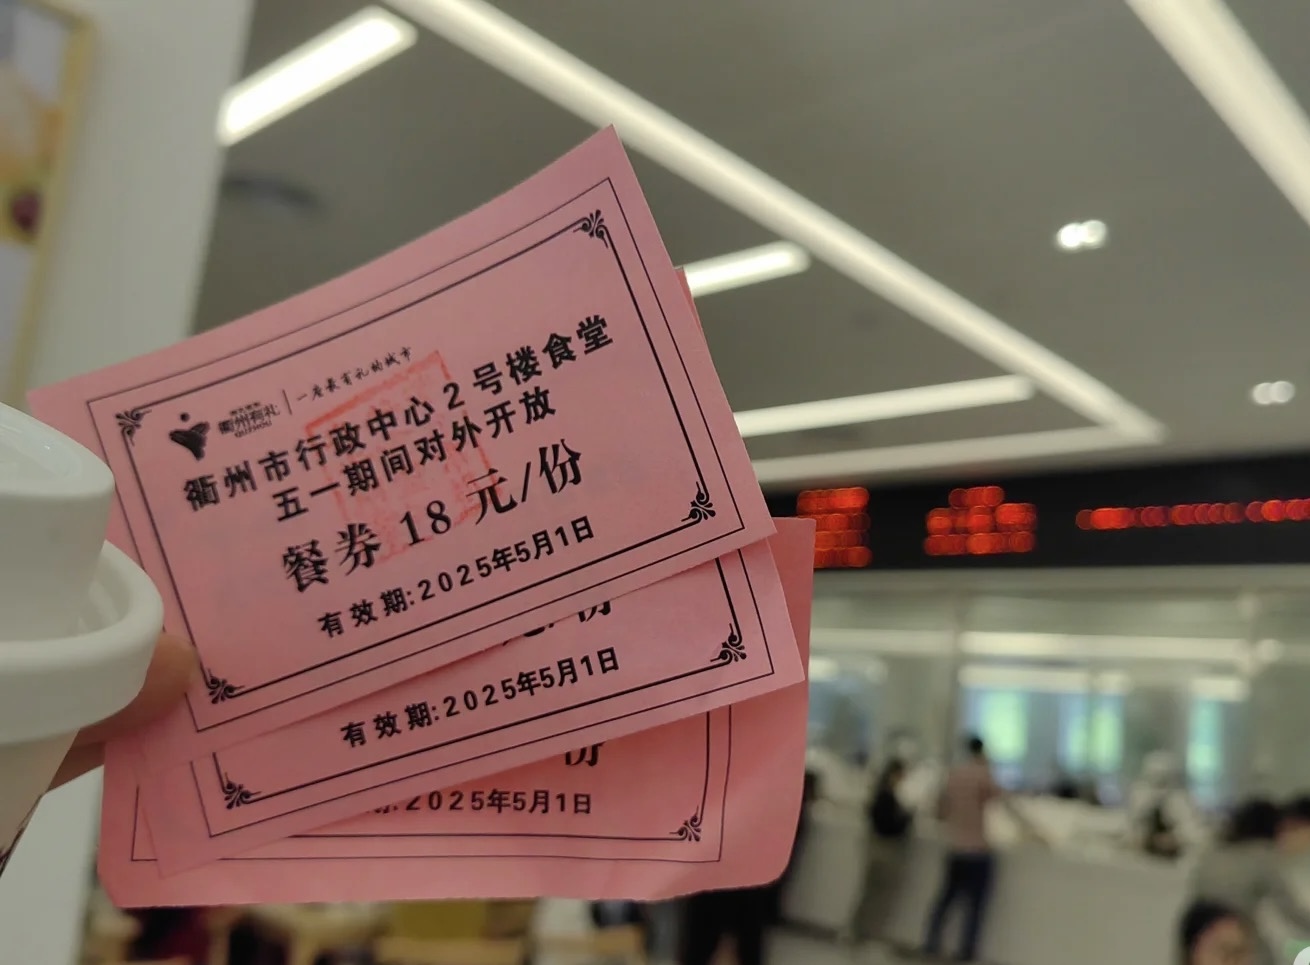 衢州有礼
QUZHOU
一座最有礼的城市
衢州市行政中心2号楼食堂
五一期间对外开放
餐券 18 元/份
有效期:2025年5月1日
份
有效期:2025年5月1日
份
2025年5月1日